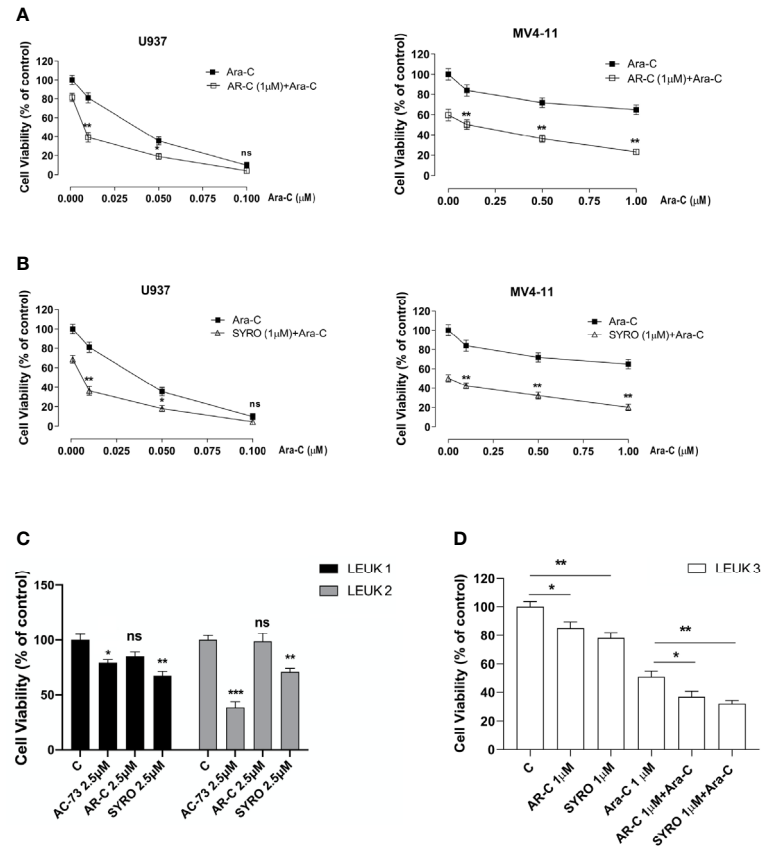 A
U937
Cell Viability (% of control)
120
100
80
60
40
20
0
Ara-C
AR-C (1μM)+Ara-C
**
*
ns
0.000
0.025
0.050
0.075
0.100
Ara-C (μM)
MV4-11
Cell Viability (% of control)
120
100
80
60
40
20
0
Ara-C
AR-C (1μM)+Ara-C
**
**
**
0.00
0.25
0.50
0.75
1.00
Ara-C (μM)
B
U937
Cell Viability (% of control)
120
100
80
60
40
20
0
Ara-C
SYRO (1μM)+Ara-C
**
*
ns
0.000
0.025
0.050
0.075
0.100
Ara-C (μM)
MV4-11
Cell Viability (% of control)
120
100
80
60
40
20
0
Ara-C
SYRO (1μM)+Ara-C
**
**
**
0.00
0.25
0.50
0.75
1.00
Ara-C (μM)
C
LEUK 1
LEUK 2
Cell Viability (% of control)
150
100
50
0
*
ns
**
***
ns
**
C
AC-73 2.5μM
AR-C 2.5μM
SYRO 2.5μM
C
AC-73 2.5μM
AR-C 2.5μM
SYRO 2.5μM
D
LEUK 3
Cell Viability (% of control)
120
100
80
60
40
20
0
**
*
**
*
C
AR-C 1μM
SYRO 1μM
Ara-C 1 μM
AR-C 1μM+Ara-C
SYRO 1μM+Ara-C